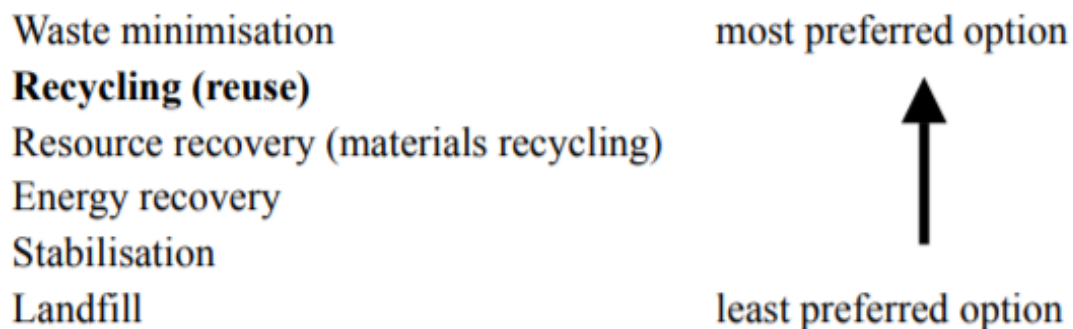 Waste minimisation most preferred option
Recycling (reuse)
Resource recovery (materials recycling)
Energy recovery
Stabilisation
Landfill least preferred option